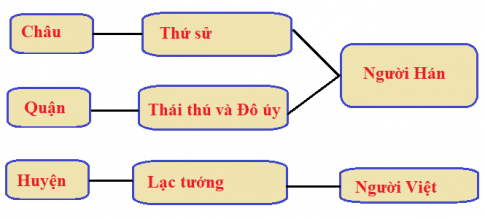 Châu
Thứ sử
Người Hán
Quận
Thái thú và Đô úy
Huyện
Lạc tướng
Người Việt